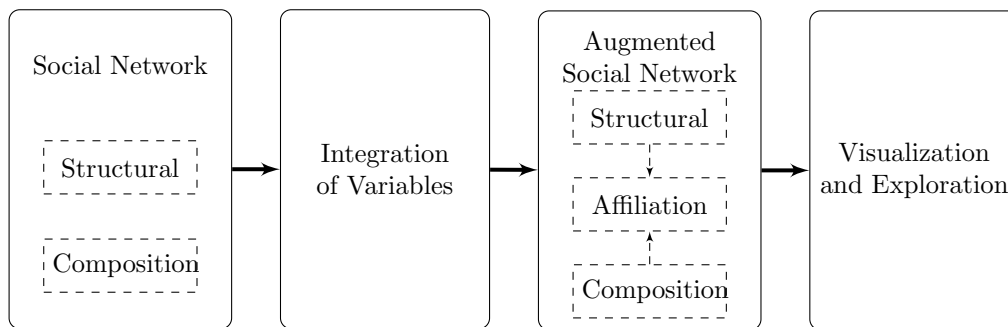 Social Network
Structural
Composition
Integration
of Variables
Augmented
Social Network
Structural
Affiliation
Composition
Visualization
and Exploration